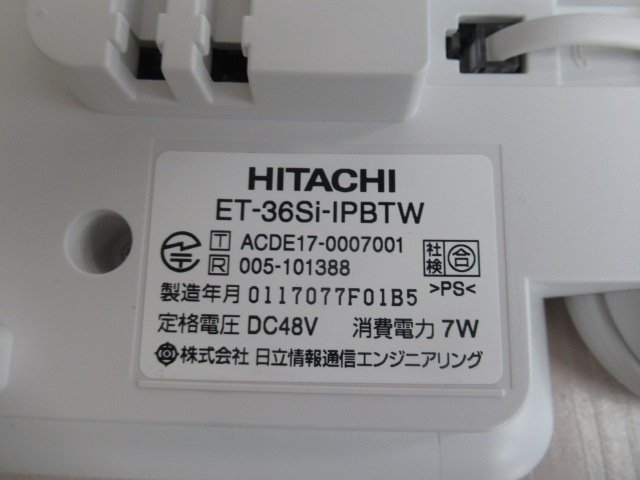 HITACHI
ET-36Si-IPBTW
T ACDE17-0007001
R 005-101388
社検 合
>PS<
製造年月 0117077F01B5
定格電圧 DC48V 消費電力 7W
株式会社 日立情報通信エンジニアリング